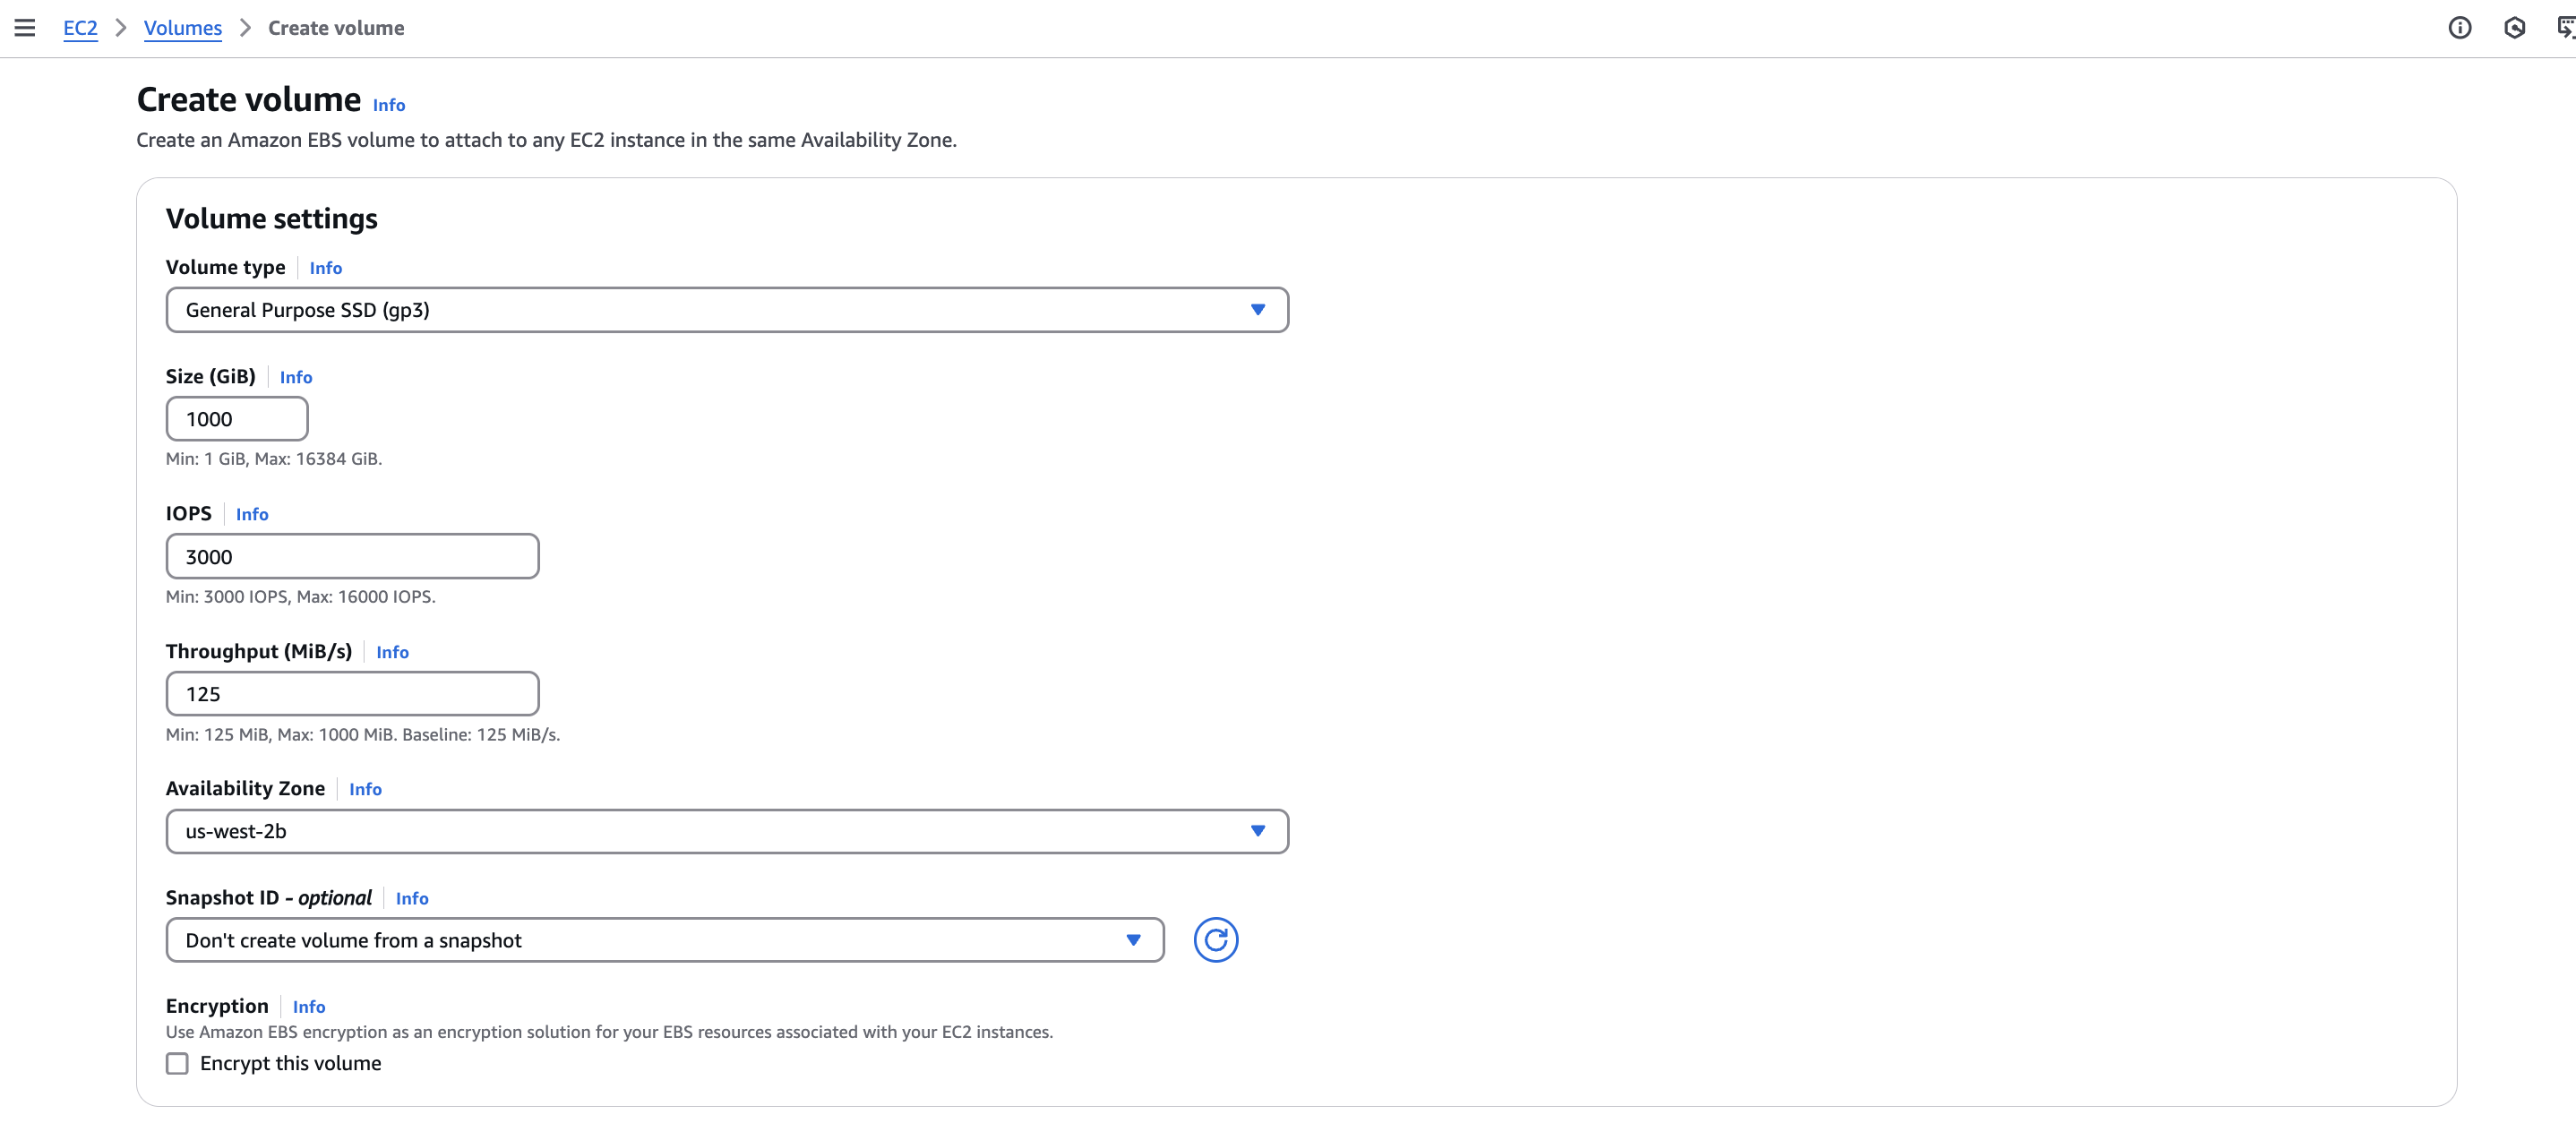 EC2 > Volumes > Create volume
Create volume Info
Create an Amazon EBS volume to attach to any EC2 instance in the same Availability Zone.
Volume settings
Volume type Info
General Purpose SSD (gp3)
Size (GiB) Info
1000
Min: 1 GiB, Max: 16384 GiB.
IOPS Info
3000
Min: 3000 IOPS, Max: 16000 IOPS.
Throughput (MiB/s) Info
125
Min: 125 MiB, Max: 1000 MiB. Baseline: 125 MiB/s.
Availability Zone Info
us-west-2b
Snapshot ID - optional Info
Don't create volume from a snapshot
Encryption Info
Use Amazon EBS encryption as an encryption solution for your EBS resources associated with your EC2 instances.
Encrypt this volume